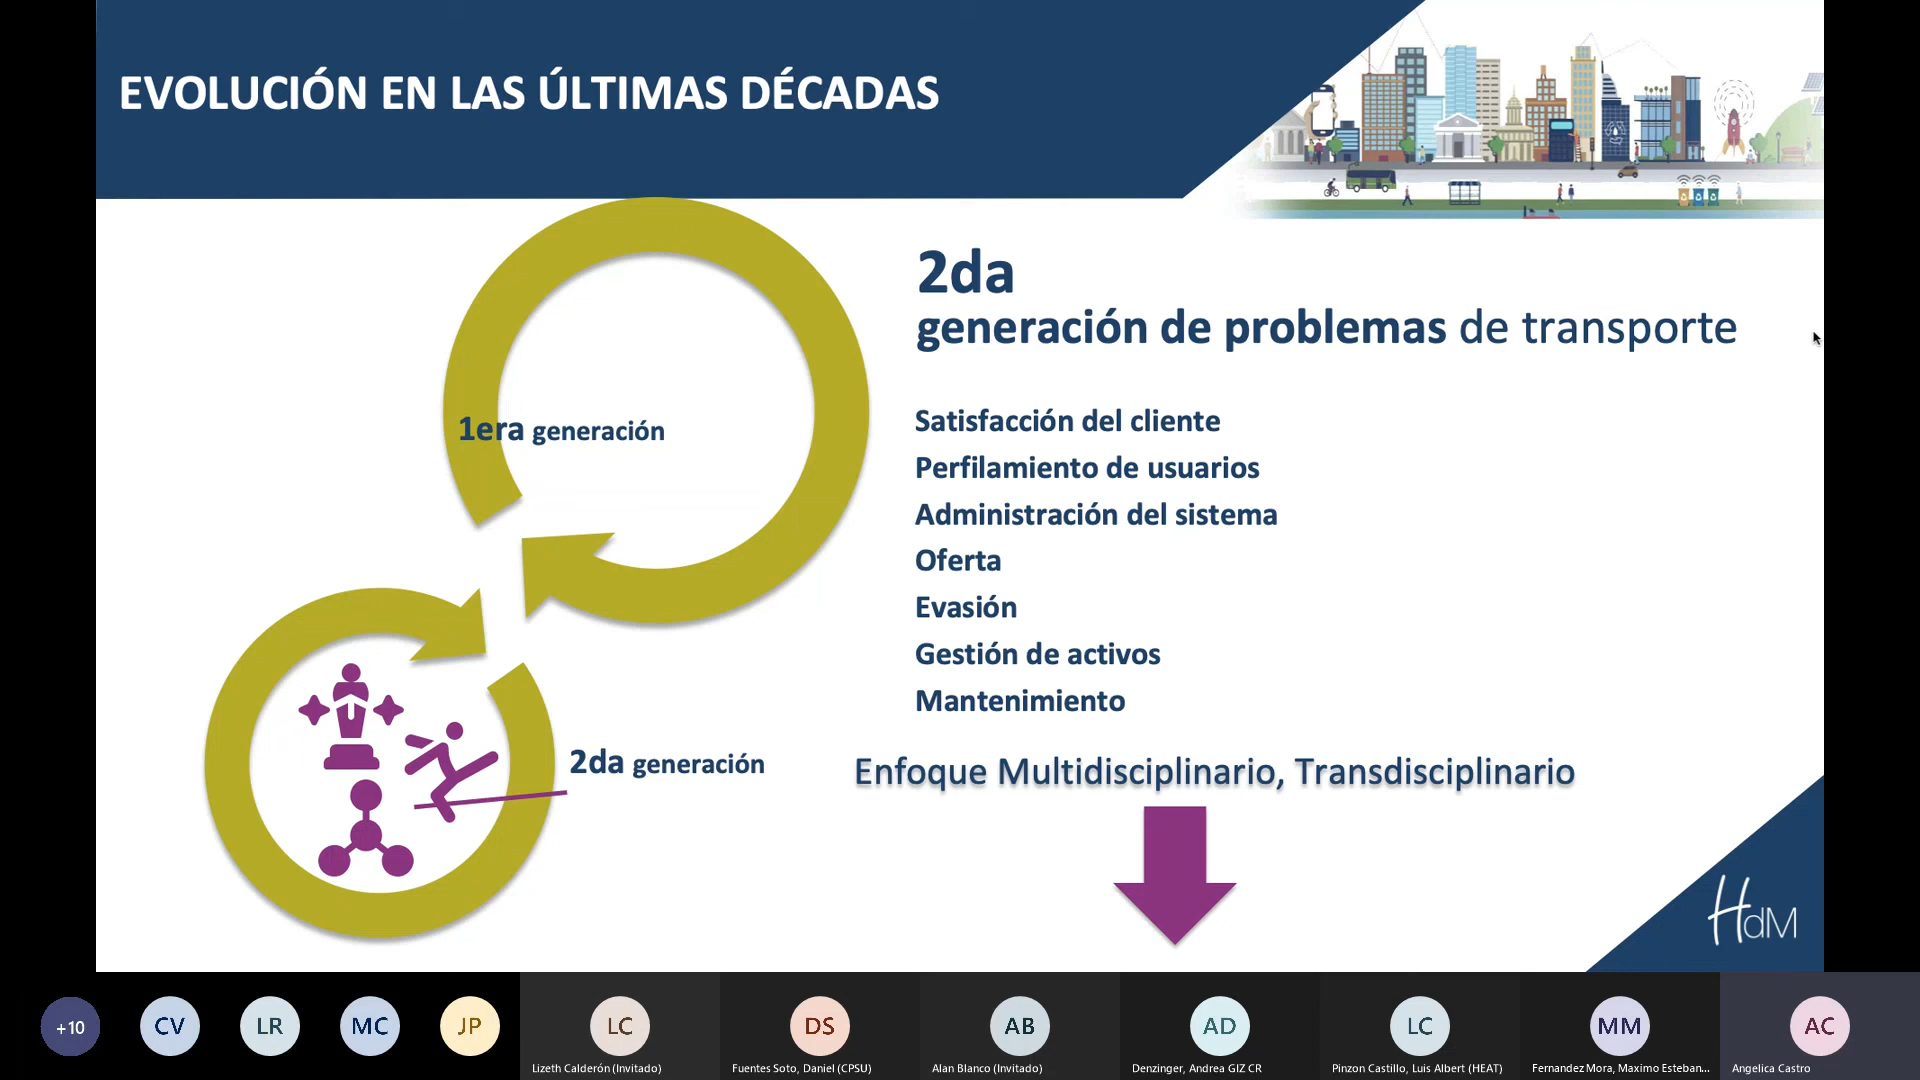 EVOLUCIÓN EN LAS ÚLTIMAS DÉCADAS
2da
generación de problemas de transporte
1era generación
Satisfacción del cliente
Perfilamiento de usuarios
Administración del sistema
Oferta
Evasión
Gestión de activos
Mantenimiento
2da generación
Enfoque Multidisciplinario, Transdisciplinario
HdM
+10
CV
LR
MC
JP
LC
DS
AB
AD
LC
MM
AC
Lizeth Calderón (Invitado)
Fuentes Soto, Daniel (CPSU)
Alan Blanco (Invitado)
Denzinger, Andrea GIZ CR
Pinzon Castillo, Luis Albert (HEAT)
Fernandez Mora, Maximo Esteban...
Angelica Castro